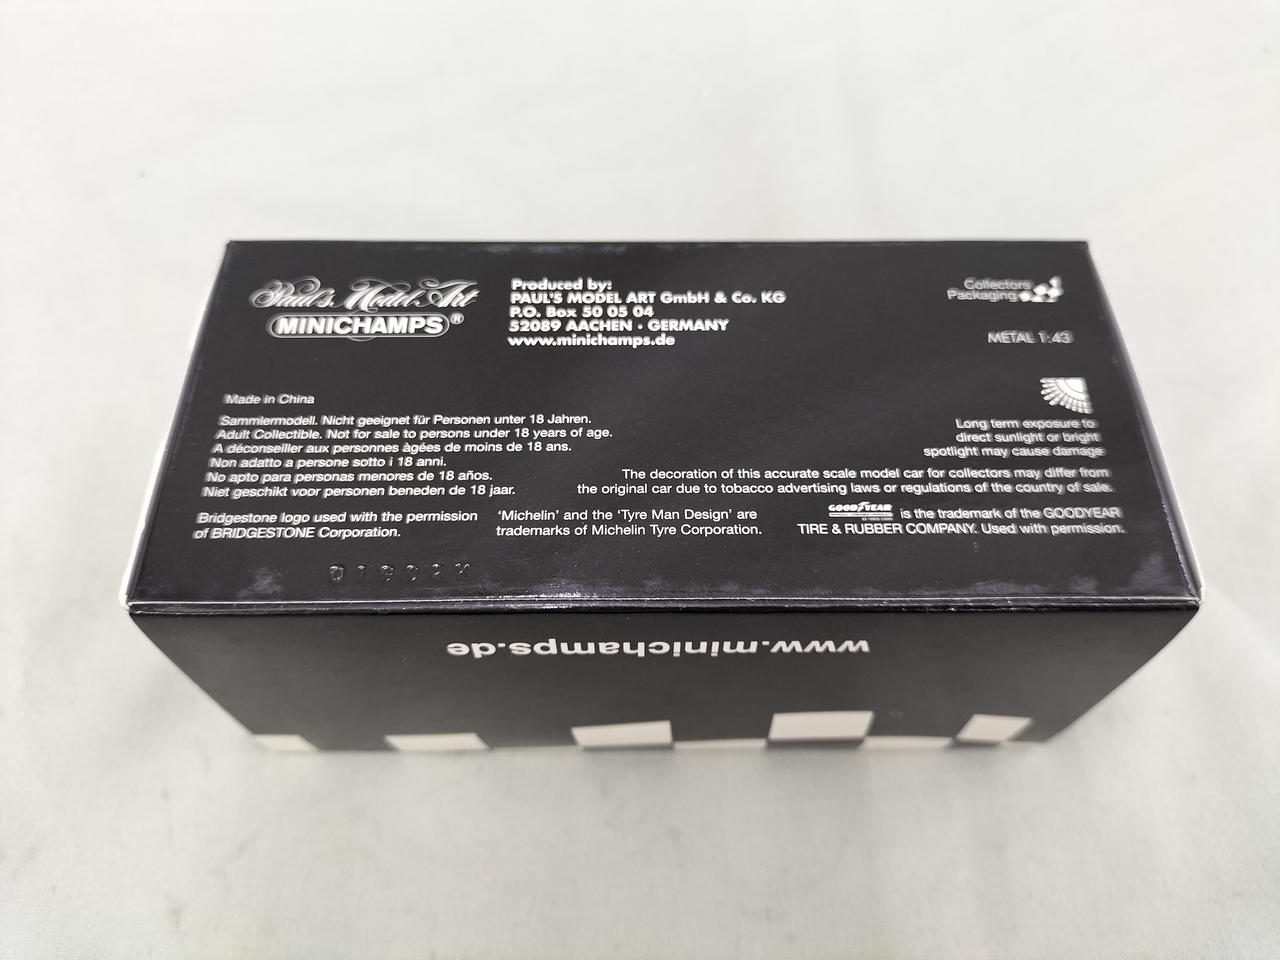 Paul's Model Art
MINICHAMPS®
Produced by:
PAUL'S MODEL ART GmbH & Co. KG
P.O. Box 50 05 04
52089 AACHEN · GERMANY
www.minichamps.de
Collectors
Packaging
METAL 1:43
Made in China
Sammlermodell. Nicht geeignet für Personen unter 18 Jahren.
Adult Collectible. Not for sale to persons under 18 years of age.
A déconseiller aux personnes àgées de moins de 18 ans.
Non adatto a persone sotto i 18 anni.
No apto para personas menores de 18 años.
Niet geschikt voor personen beneden de 18 jaar.
Long term exposure to
direct sunlight or bright
spotlight may cause damage
The decoration of this accurate scale model car for collectors may differ from
the original car due to tobacco advertising laws or regulations of the country of sale.
Bridgestone logo used with the permission
of BRIDGESTONE Corporation.
'Michelin' and the 'Tyre Man Design' are
trademarks of Michelin Tyre Corporation.
GOODYEAR is the trademark of the GOODYEAR
TIRE & RUBBER COMPANY. Used with permission.
www.minichamps.de